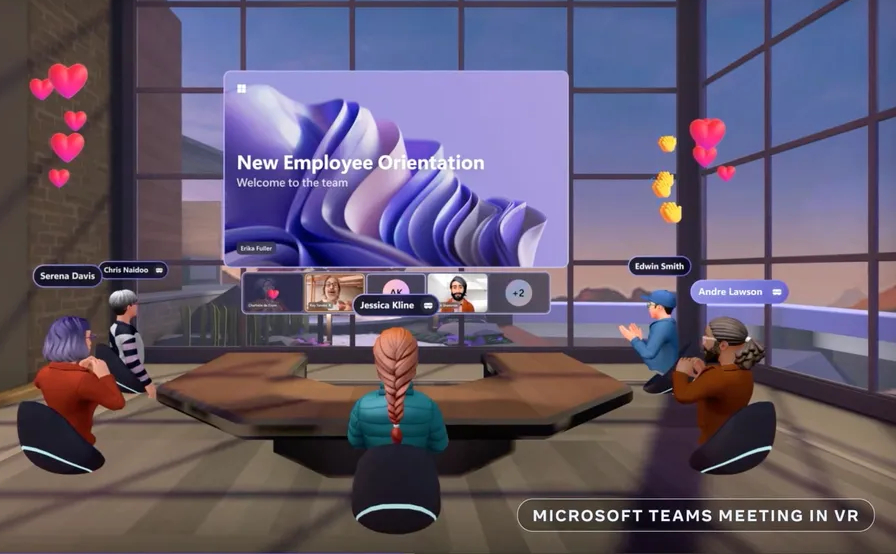 New Employee Orientation
Welcome to the team
Erika Fuller
Serena Davis
Chris Naidoo
Edwin Smith
Andre Lawson
AK
+2
Jessica Kline
MICROSOFT TEAMS MEETING IN VR